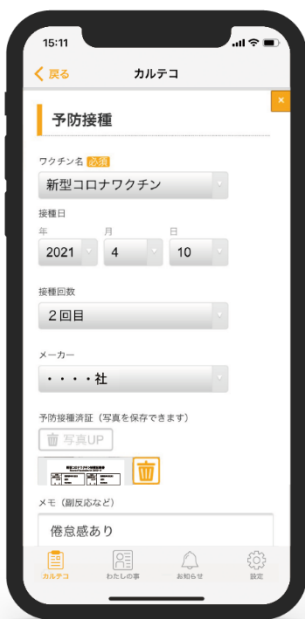 15:11
戻る
カルテコ
×
予防接種
ワクチン名 必須
新型コロナワクチン
接種日
年 月 日
2021 4 10
接種回数
2回目
メーカー
・・・・社
予防接種済証（写真を保存できます）
写真UP
メモ（副反応など）
倦怠感あり
カルテコ わたしの事 お知らせ 設定